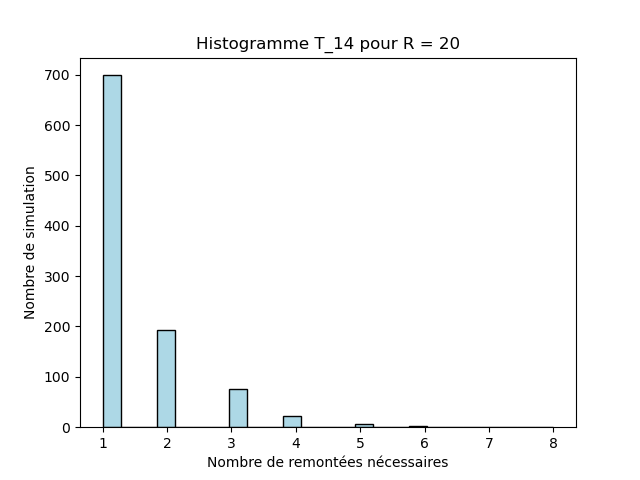 Histogramme T_14 pour R = 20
700
600
500
400
300
200
100
0
Nombre de simulation
1 2 3 4 5 6 7 8
Nombre de remontées nécessaires